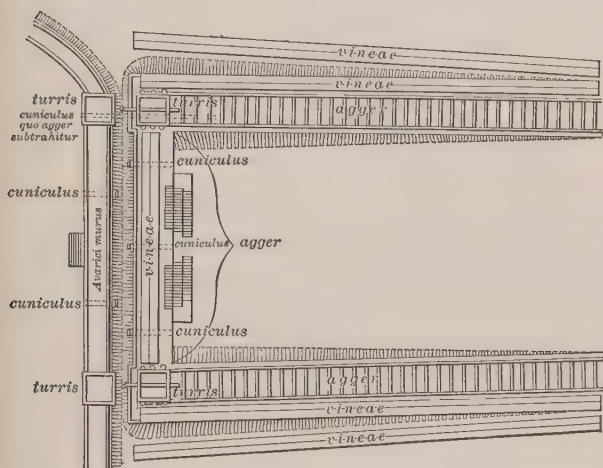 vineae
vineae
turris
turris
agger
cuniculus
quo agger
subtrahitur
cuniculus
cuniculus
Avarici murus
vineae
cuniculus
agger
cuniculus
cuniculus
turris
agger
turris
vineae
vineae